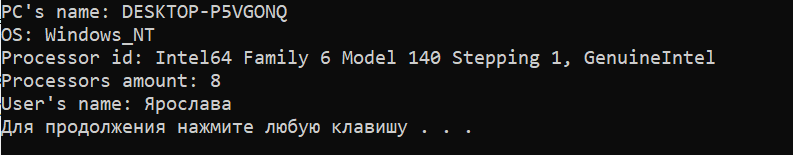 PC's name: DESKTOP-P5VGONQ
OS: Windows_NT
Processor id: Intel64 Family 6 Model 140 Stepping 1, GenuineIntel
Processors amount: 8
User's name: Ярослава
Для продолжения нажмите любую клавишу . . .